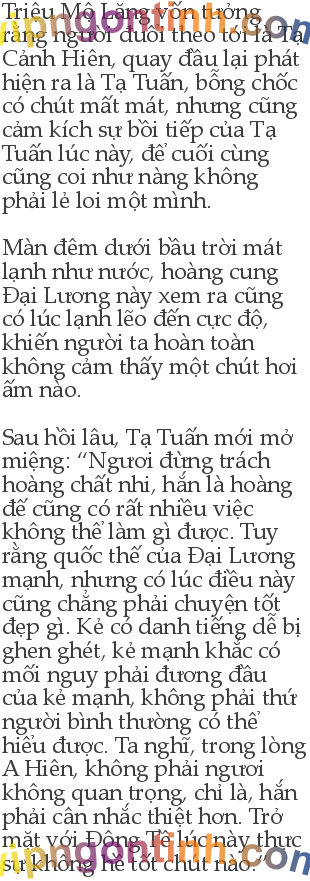 Triệu Mộ Lăng vốn tưởng
rằng người đuổi theo tới là Tạ
Cảnh Hiên, quay đầu lại phát
hiện ra là Tạ Tuấn, bỗng chốc
có chút mất mát, nhưng cũng
cảm kích sự bồi tiếp của Tạ
Tuấn lúc này, để cuối cùng
cũng coi như nàng không
phải lẻ loi một mình.
Màn đêm dưới bầu trời mát
lạnh như nước, hoàng cung
Đại Lương này xem ra cũng
có lúc lạnh lẽo đến cực độ,
khiến người ta hoàn toàn
không cảm thấy một chút hơi
ấm nào.
Sau hồi lâu, Tạ Tuấn mới mở
miệng: “Ngươi đừng trách
hoàng chất nhi, hắn là hoàng
đế cũng có rất nhiều việc
không thể làm gì được. Tuy
rằng quốc thế của Đại Lương
mạnh, nhưng có lúc điều này
cũng chẳng phải chuyện tốt
đẹp gì. Kẻ có danh tiếng dễ bị
ghen ghét, kẻ mạnh khắc có
mối nguy phải đương đầu
của kẻ mạnh, không phải thứ
người bình thường có thể
hiểu được. Ta nghĩ, trong lòng
A Hiên, không phải ngươi
không quan trọng, chỉ là, hắn
phải cân nhắc thiệt hơn. Trở
mặt với Đông Tề lúc này thực
sự không hề tốt chút nào.”
vipngontinh.com